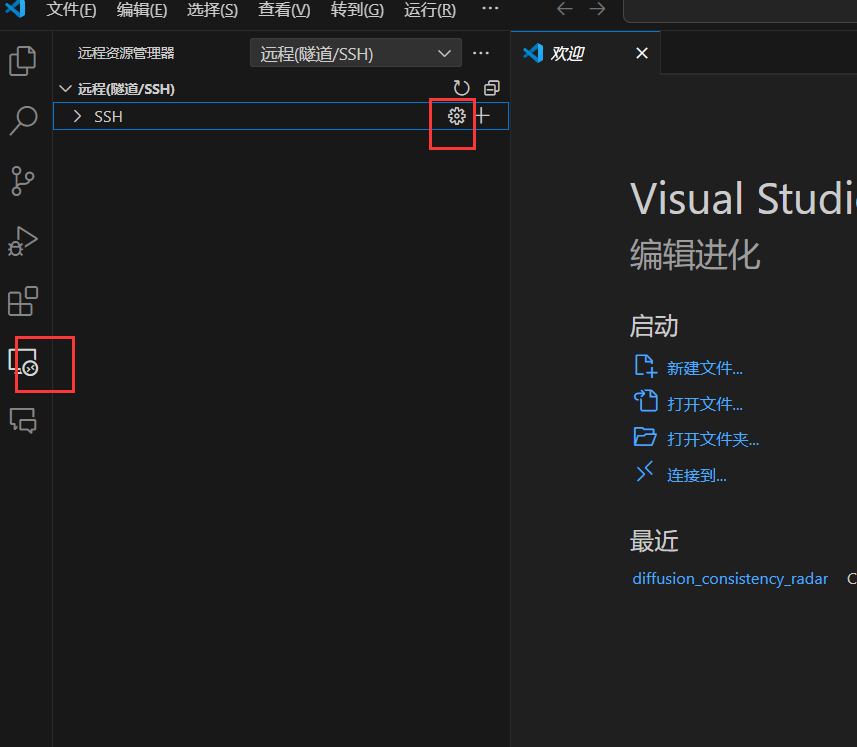 文件(F) 编辑(E) 选择(S) 查看(V) 转到(G) 运行(R) ···
远程资源管理器 远程(隧道/SSH) ···
欢迎
远程(隧道/SSH)
SSH
Visual Studi
编辑进化
启动
新建文件...
打开文件...
打开文件夹...
连接到...
最近
diffusion_consistency_radar C